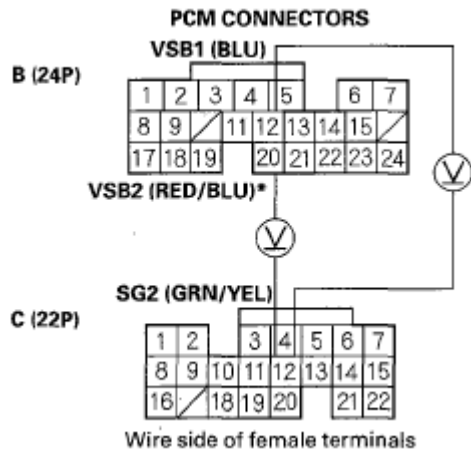 PCM CONNECTORS
VSB1 (BLU)
B (24P)
1 2 3 4 5 6 7
8 9 11 12 13 14 15
17 18 19 20 21 22 23 24
VSB2 (RED/BLU)*
V
V
SG2 (GRN/YEL)
C (22P)
1 2 3 4 5 6 7
8 9 10 11 12 13 14 15
16 18 19 20 21 22
Wire side of female terminals